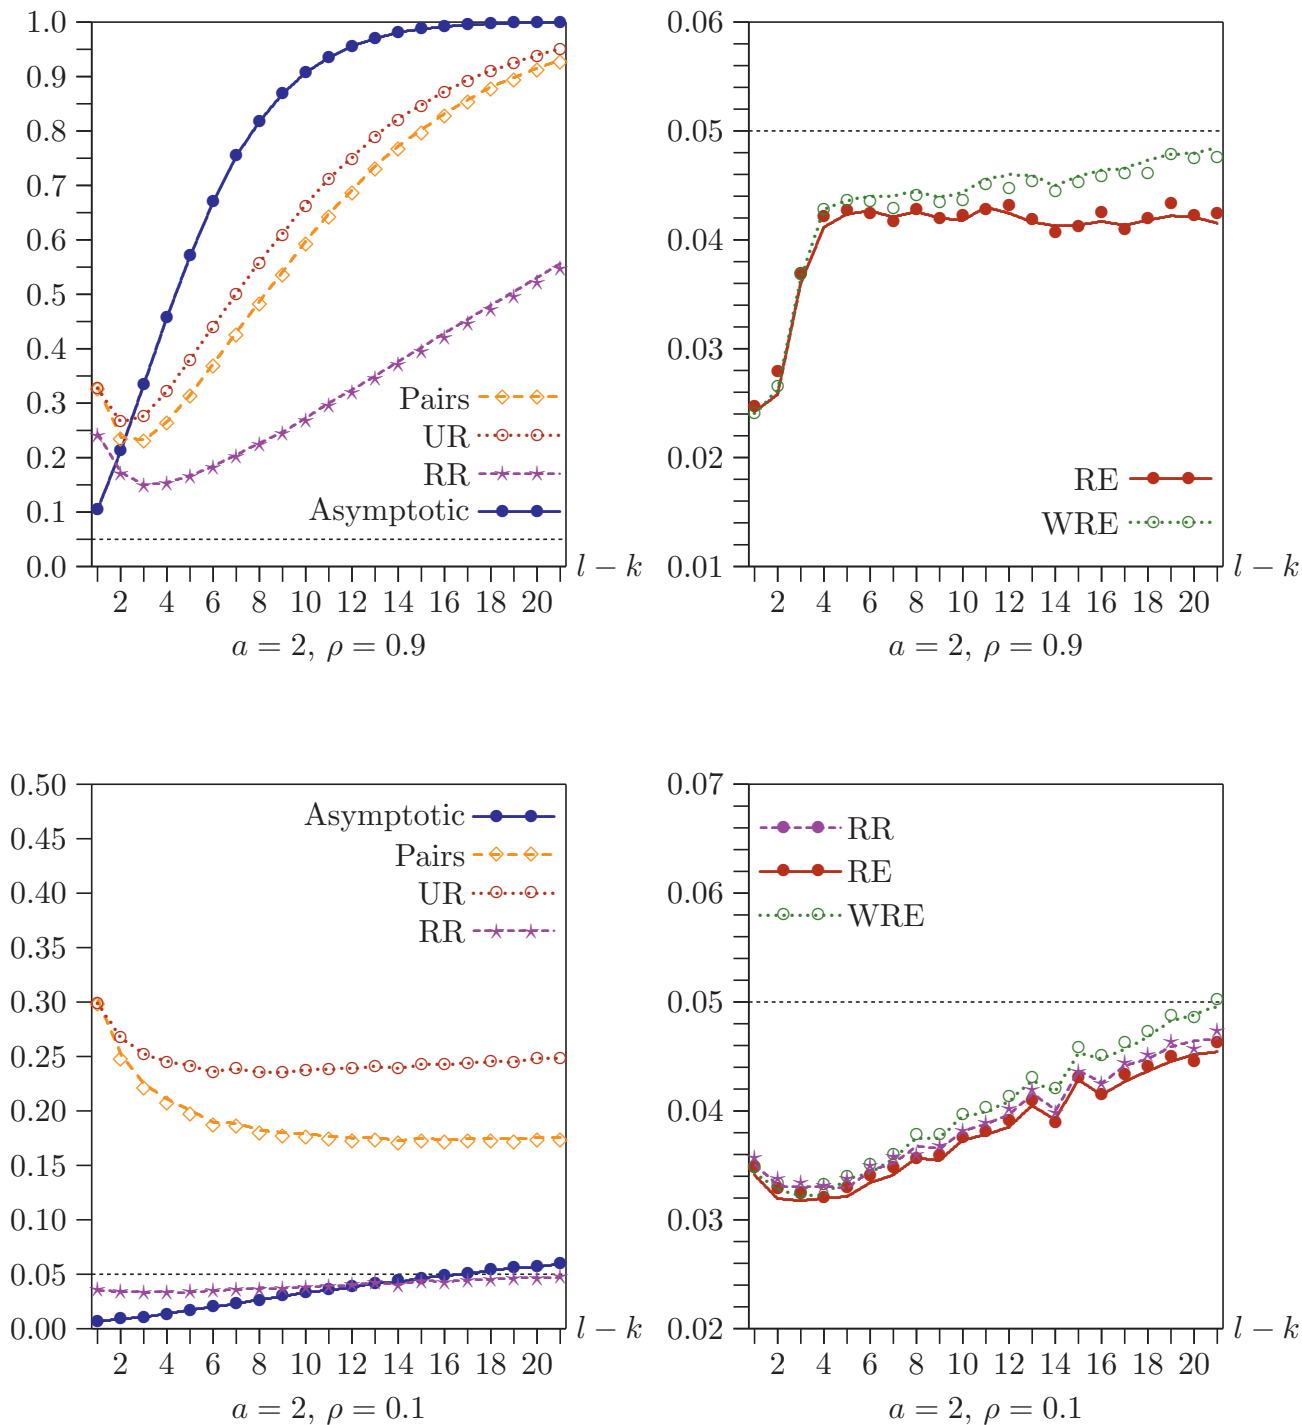 1.0
0.9
0.8
0.7
0.6
0.5
0.4
0.3
0.2
0.1
0.0
Pairs
UR
RR
Asymptotic
l − k
2 4 6 8 10 12 14 16 18 20
a = 2, ρ = 0.9
0.06
0.05
0.04
0.03
0.02
0.01
RE
WRE
l − k
2 4 6 8 10 12 14 16 18 20
a = 2, ρ = 0.9
0.50
0.45
0.40
0.35
0.30
0.25
0.20
0.15
0.10
0.05
0.00
Asymptotic
Pairs
UR
RR
l − k
2 4 6 8 10 12 14 16 18 20
a = 2, ρ = 0.1
0.07
0.06
0.05
0.04
0.03
0.02
RR
RE
WRE
l − k
2 4 6 8 10 12 14 16 18 20
a = 2, ρ = 0.1